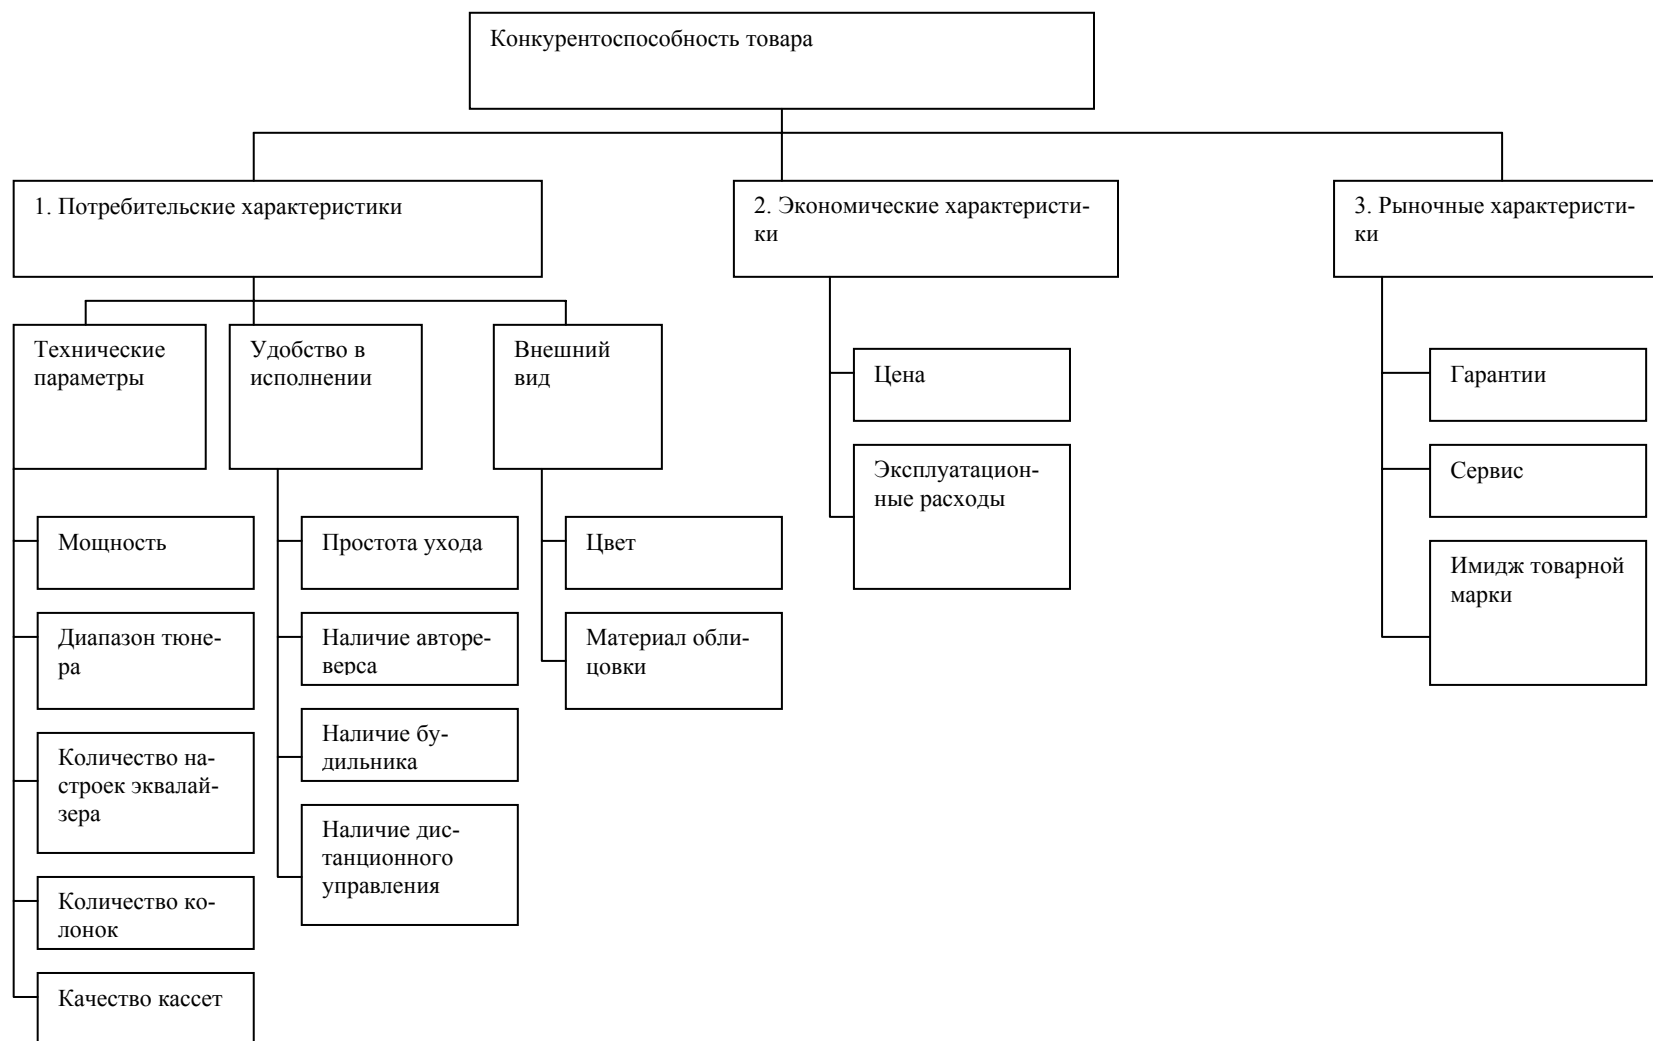 Конкурентоспособность товара
1. Потребительские характеристики
2. Экономические характеристи-
ки
3. Рыночные характеристи-
ки
Технические
параметры
Удобство в
исполнении
Внешний
вид
Цена
Гарантии
Эксплуатацион-
ные расходы
Сервис
Мощность
Простота ухода
Цвет
Имидж товарной
марки
Диапазон тюне-
ра
Наличие авторе-
верса
Материал обли-
цовки
Количество на-
строек эквалай-
зера
Наличие бу-
дильника
Наличие дис-
танционного
управления
Количество ко-
лонок
Качество кассет